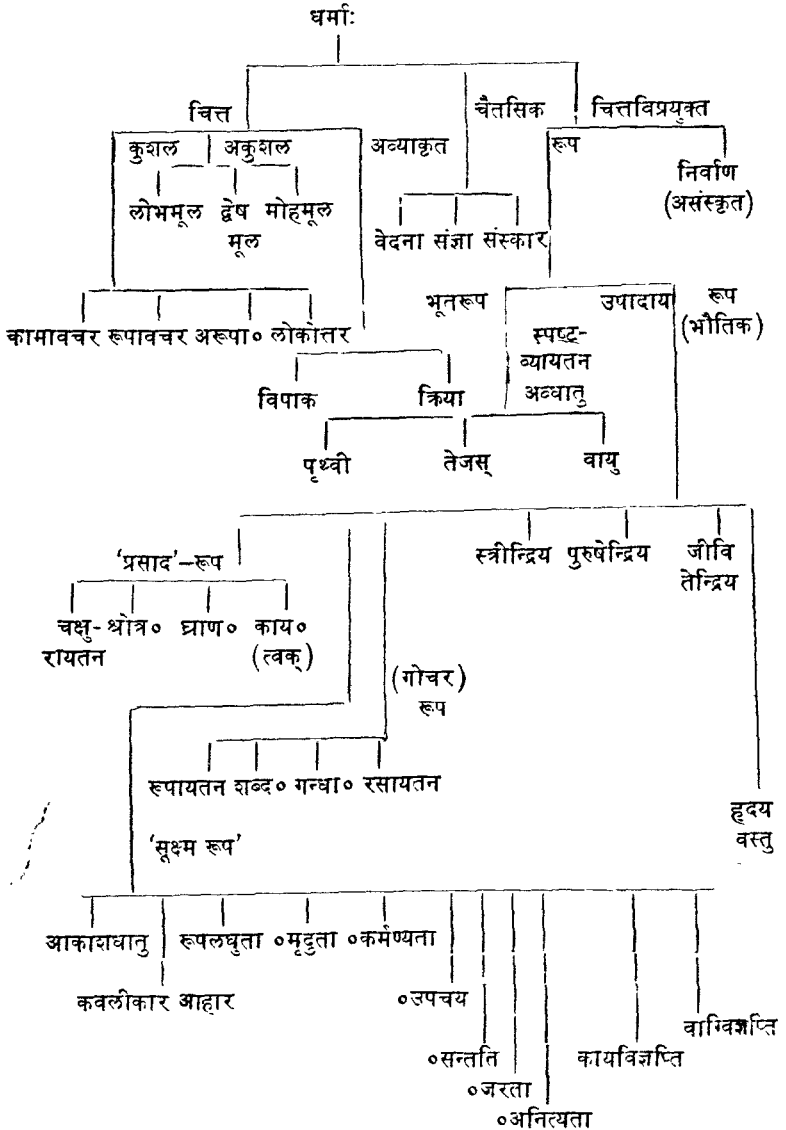 धर्माः
चित्त
चैतसिक
चित्तविप्रयुक्त
कुशल
अकुशल
अव्याकृत
रूप
निर्वाण
(असंस्कृत)
लोभमूल द्वेष मोहमूल
मूल
वेदना संज्ञा संस्कार
भूतरूप
उपादाय
रूप
(भौतिक)
कामावचर रूपावचर अरूपा० लोकोत्तर
स्पष्ट-
व्यायतन
अब्धातु
विपाक
क्रिया
पृथ्वी
तेजस्
वायु
'प्रसाद'-रूप
स्त्रीन्द्रिय पुरुषेन्द्रिय
जीवि
तेन्द्रिय
चक्षु- श्रोत्र० घ्राण० काय०
रायतन
(त्वक्)
(गोचर)
रूप
रूपायतन शब्द० गन्धा० रसायतन
हृदय
वस्तु
'सूक्ष्म रूप'
आकाशधातु
रूपलघुता ०मृदुता ०कर्मण्यता
कवलीकार आहार
०उपचय
वाग्विज्ञप्ति
०सन्तति
कायविज्ञप्ति
०जरता
०अनित्यता